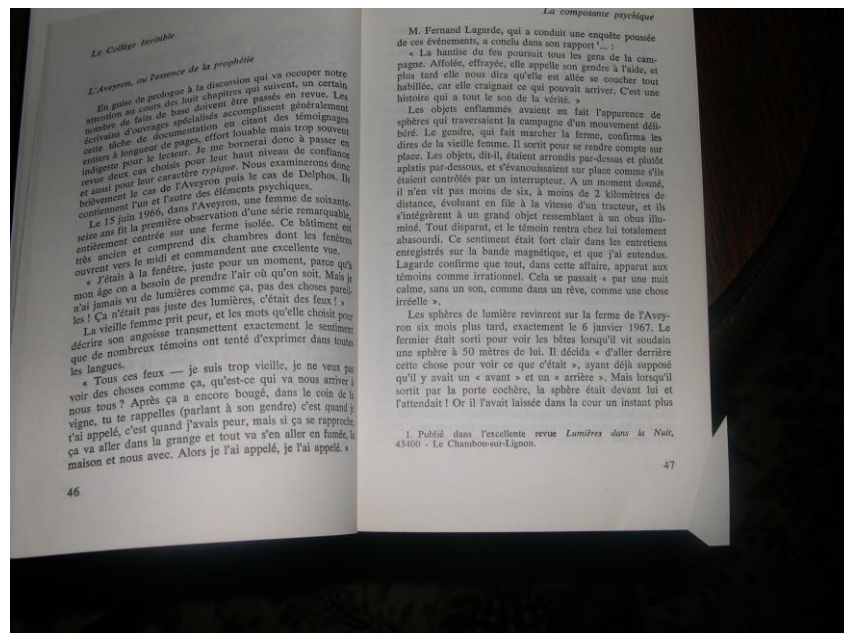 Le Collège Invisible
L'Aveyron, ou l'essence de la prophétie
En guise de prologue à la discussion qui va occuper notre
attention au cours des huit chapitres qui suivent, un certain
nombre de faits de base doivent être passés en revue. Les
écrivains d'ouvrages spécialisés accomplissent généralement
cette tâche de documentation en citant des témoignages
entiers à longueur de pages, effort louable mais trop souvent
indigeste pour le lecteur. Je me bornerai donc à passer en
revue deux cas choisis pour leur haut niveau de confiance
et aussi pour leur caractère typique. Nous examinerons donc
brièvement le cas de l'Aveyron puis le cas de Delphos. Ils
contiennent l'un et l'autre des éléments psychiques.
Le 15 juin 1966, dans l'Aveyron, une femme de soixante-
seize ans fit la première observation d'une série remarquable,
entièrement centrée sur une ferme isolée. Ce bâtiment est
très ancien et comprend dix chambres dont les fenêtres
ouvrent vers le midi et commandent une excellente vue.
« J'étais à la fenêtre, juste pour un moment, parce qu'à
mon âge on a besoin de prendre l'air où qu'on soit. Mais je
n'ai jamais vu de lumières comme ça, pas des choses pareil-
les ! Ça n'était pas juste des lumières, c'était des feux ! »
La vieille femme prit peur, et les mots qu'elle choisit pour
décrire son angoisse transmettent exactement le sentiment
que de nombreux témoins ont tenté d'exprimer dans toutes
les langues.
« Tous ces feux — je suis trop vieille, je ne veux pas
voir des choses comme ça, qu'est-ce qui va nous arriver à
nous tous ? Après ça a encore bougé, dans le coin de la
vigne, tu te rappelles (parlant à son gendre) c'est quand je
t'ai appelé, c'est quand j'avais peur, mais si ça se rapproche,
ça va aller dans la grange et tout va s'en aller en fumée, la
maison et nous avec. Alors je l'ai appelé, je l'ai appelé. »
46
La composante psychique
M. Fernand Lagarde, qui a conduit une enquête poussée
de ces événements, a conclu dans son rapport '... :
« La hantise du feu poursuit tous les gens de la cam-
pagne. Affolée, effrayée, elle appelle son gendre à l'aide, et
plus tard elle nous dira qu'elle est allée se coucher tout
habillée, car elle craignait ce qui pouvait arriver. C'est une
histoire qui a tout le son de la vérité. »
Les objets enflammés avaient en fait l'apparence de
sphères qui traversaient la campagne d'un mouvement déli-
béré. Le gendre, qui fait marcher la ferme, confirma les
dires de la vieille femme. Il sortit pour se rendre compte sur
place. Les objets, dit-il, étaient arrondis par-dessus et plutôt
aplatis par-dessous, et s'évanouissaient sur place comme s'ils
étaient contrôlés par un interrupteur. A un moment donné,
il n'en vit pas moins de six, à moins de 2 kilomètres de
distance, évoluant en file à la vitesse d'un tracteur, et ils
s'intégrèrent à un grand objet ressemblant à un obus illu-
miné. Tout disparut, et le témoin rentra chez lui totalement
abasourdi. Ce sentiment était fort clair dans les entretiens
enregistrés sur la bande magnétique, et que j'ai entendus.
Lagarde confirme que tout, dans cette affaire, apparut aux
témoins comme irrationnel. Cela se passait « par une nuit
calme, sans un son, comme dans un rêve, comme une chose
irréelle ».
Les sphères de lumière revinrent sur la ferme de l'Avey-
ron six mois plus tard, exactement le 6 janvier 1967. Le
fermier était sorti pour voir les bêtes lorsqu'il vit soudain
une sphère à 50 mètres de lui. Il décida « d'aller derrière
cette chose pour voir ce que c'était », ayant déjà supposé
qu'il y avait un « avant » et un « arrière ». Mais lorsqu'il
sortit par la porte cochère, la sphère était devant lui et
l'attendait ! Or il l'avait laissée dans la cour un instant plus
1. Publié dans l'excellente revue Lumières dans la Nuit,
43400 - Le Chambon-sur-Lignon.
47